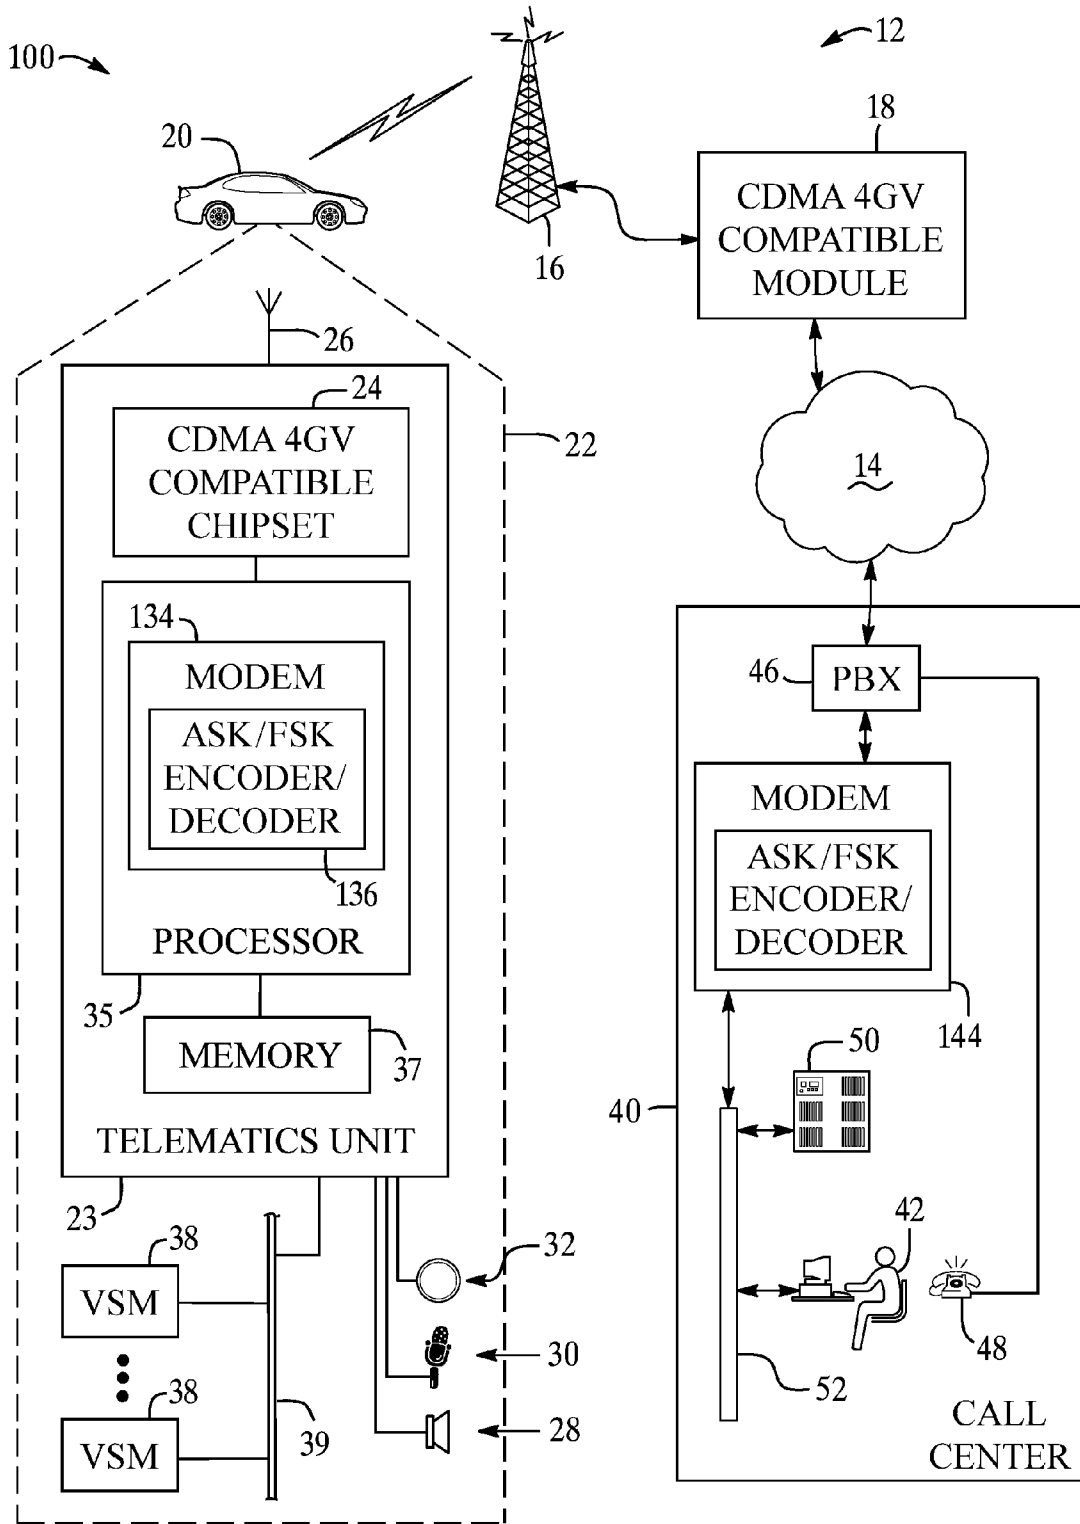 100
12
20
18
CDMA 4GV
COMPATIBLE
MODULE
16
26
24
CDMA 4GV
COMPATIBLE
CHIPSET
22
14
134
MODEM
ASK/FSK
ENCODER/
DECODER
136
PROCESSOR
35
MEMORY
37
TELEMATICS UNIT
23
38
VSM
38
VSM
39
32
30
28
46
PBX
MODEM
ASK/FSK
ENCODER/
DECODER
144
50
40
42
48
52
CALL
CENTER